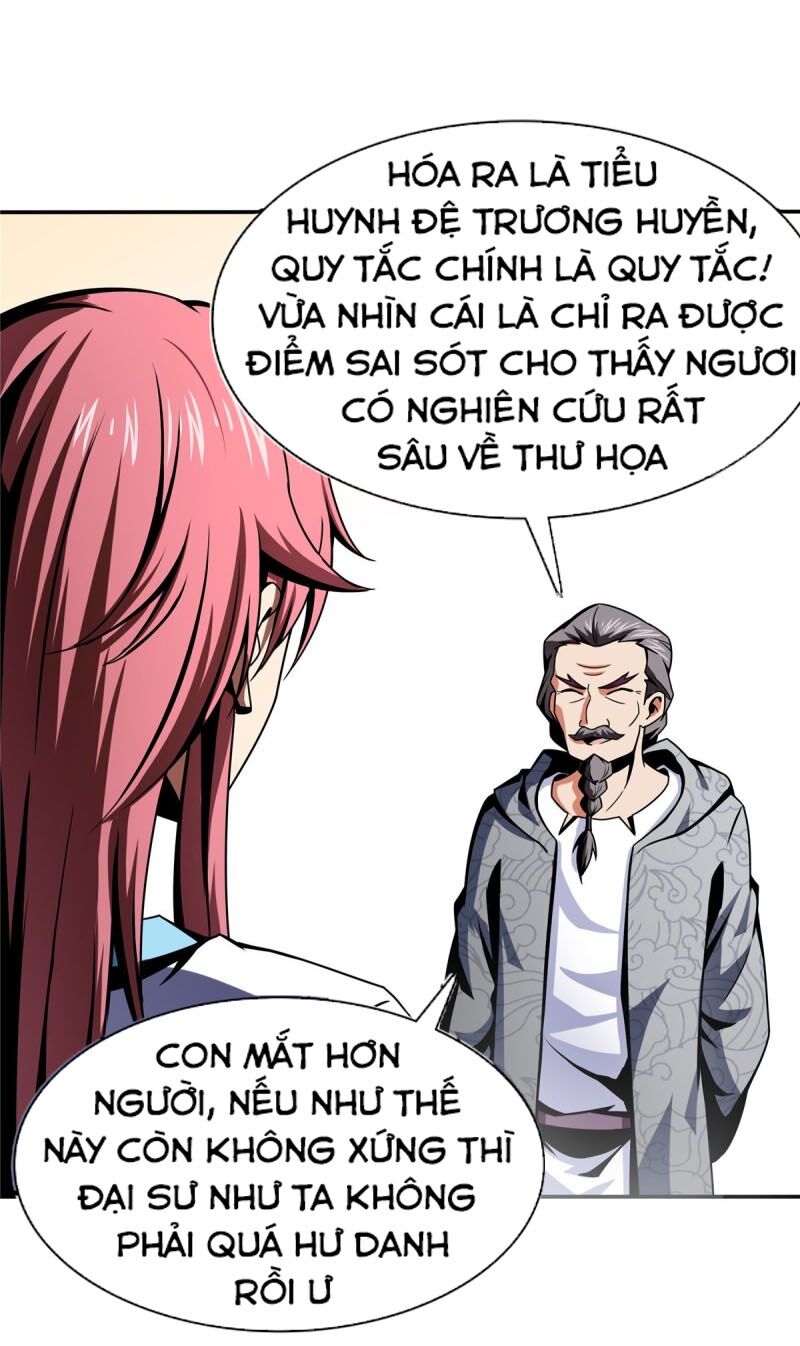 HÓA RA LÀ TIỂU
HUYNH ĐỆ TRƯƠNG HUYỀN,
QUY TẮC CHÍNH LÀ QUY TẮC!
VỪA NHÌN CÁI LÀ CHỈ RA ĐƯỢC
ĐIỂM SAI SÓT CHO THẤY NGƯƠI
CÓ NGHIÊN CỨU RẤT
SÂU VỀ THƯ HỌA
CON MẮT HƠN
NGƯỜI, NẾU NHƯ THẾ
NÀY CÒN KHÔNG XỨNG THÌ
ĐẠI SƯ NHƯ TA KHÔNG
PHẢI QUÁ HƯ DANH
RỒI Ư